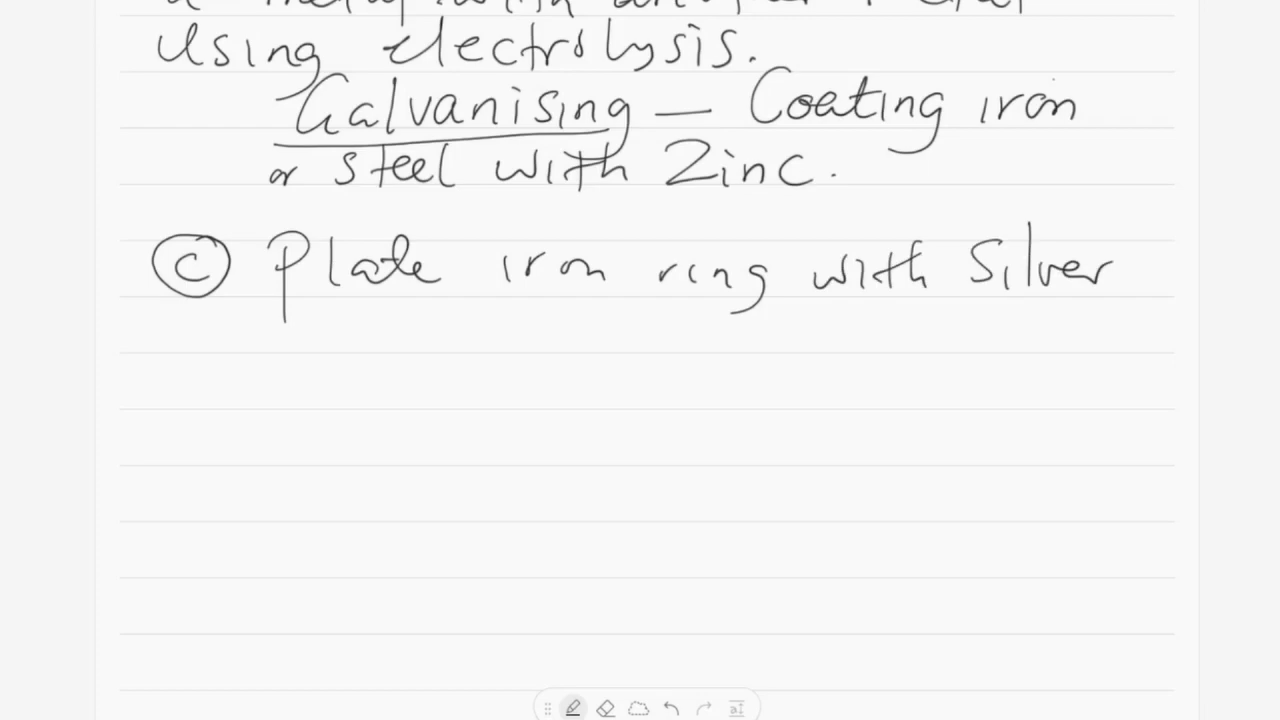 using electrolysis.
Galvanising — Coating iron
or steel with Zinc.
C Plate iron ring with Silver